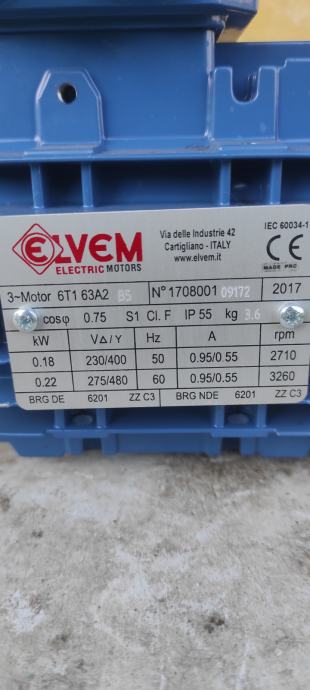 ELVEM
ELECTRIC MOTORS
Via delle Industrie 42
Cartigliano - ITALY
www.elvem.it
IEC 60034-1
CE
MADE PRC
3~Motor 6T1 63A2 B5 N° 1708001 09172 2017
cosφ 0.75 S1 Cl. F IP 55 kg 3.6
kW V△/Y Hz A rpm
0.18 230/400 50 0.95/0.55 2710
0.22 275/480 60 0.95/0.55 3260
BRG DE 6201 ZZ C3 BRG NDE 6201 ZZ C3